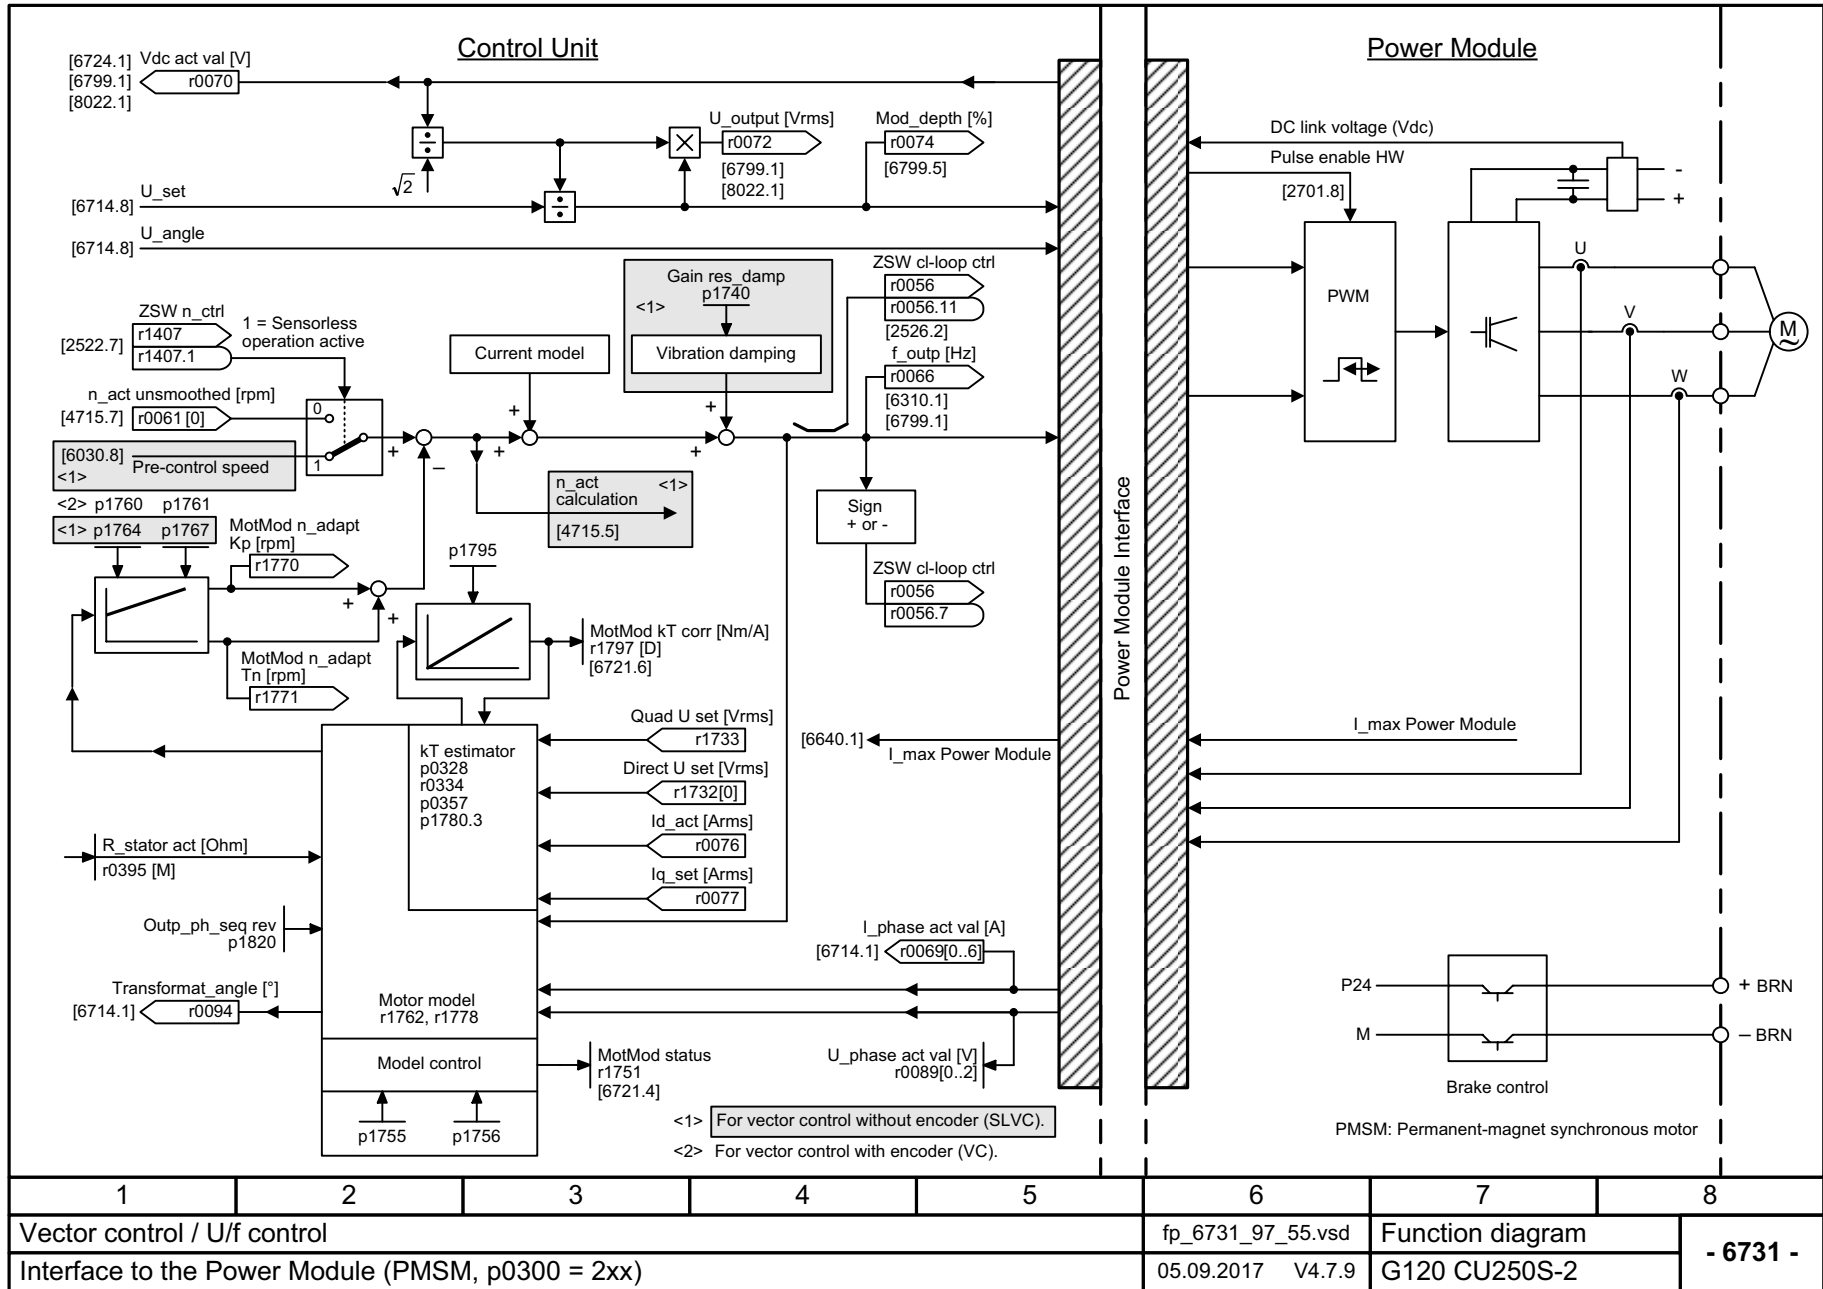 Control Unit
Power Module
[6724.1] Vdc act val [V]
[6799.1] r0070
[8022.1]
U_output [Vrms]
r0072
[6799.1]
[8022.1]
Mod_depth [%]
r0074
[6799.5]
√2
÷
×
÷
U_set
[6714.8]
U_angle
[6714.8]
DC link voltage (Vdc)
Pulse enable HW
[2701.8]
-
+
PWM
U
V
W
M
~
ZSW n_ctrl
r1407
[2522.7]
r1407.1
1 = Sensorless
operation active
n_act unsmoothed [rpm]
[4715.7] r0061 [0]
0
1
[6030.8] Pre-control speed
<1>
<2> p1760 p1761
<1> p1764 p1767
+
–
Current model
+
+
Gain res_damp
<1> p1740
Vibration damping
+
+
ZSW cl-loop ctrl
r0056
r0056.11
[2526.2]
f_outp [Hz]
r0066
[6310.1]
[6799.1]
n_act <1>
calculation
[4715.5]
Sign
+ or -
ZSW cl-loop ctrl
r0056
r0056.7
MotMod n_adapt
Kp [rpm]
r1770
+
+
MotMod n_adapt
Tn [rpm]
r1771
p1795
MotMod kT corr [Nm/A]
r1797 [D]
[6721.6]
Power Module Interface
kT estimator
p0328
r0334
p0357
p1780.3
Quad U set [Vrms]
r1733
Direct U set [Vrms]
r1732[0]
Id_act [Arms]
r0076
Iq_set [Arms]
r0077
[6640.1]
I_max Power Module
I_max Power Module
R_stator act [Ohm]
r0395 [M]
Outp_ph_seq rev
p1820
Transformat_angle [°]
[6714.1] r0094
Motor model
r1762, r1778
Model control
p1755 p1756
MotMod status
r1751
[6721.4]
I_phase act val [A]
[6714.1] r0069[0..6]
U_phase act val [V]
r0089[0..2]
P24
M
+ BRN
– BRN
Brake control
<1> For vector control without encoder (SLVC).
<2> For vector control with encoder (VC).
PMSM: Permanent-magnet synchronous motor
1 2 3 4 5 6 7 8
Vector control / U/f control
fp_6731_97_55.vsd
Function diagram
- 6731 -
Interface to the Power Module (PMSM, p0300 = 2xx)
05.09.2017 V4.7.9
G120 CU250S-2